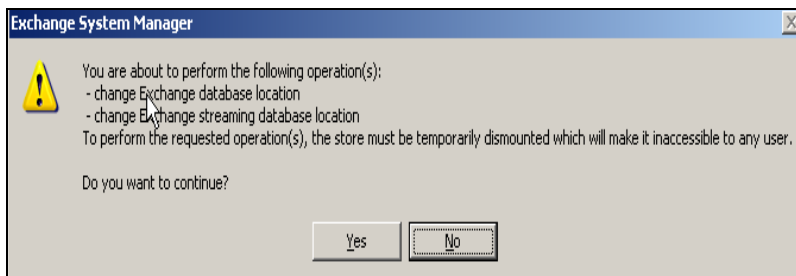 Exchange System Manager
You are about to perform the following operation(s):
- change Exchange database location
- change Exchange streaming database location
To perform the requested operation(s), the store must be temporarily dismounted which will make it inaccessible to any user.
Do you want to continue?
Yes
No